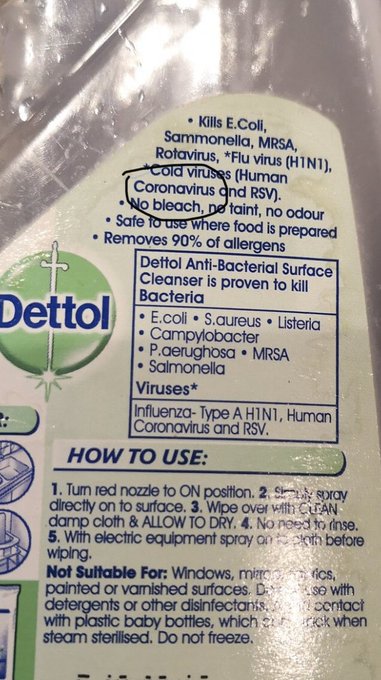 • Kills E.Coli,
Sammonella, MRSA,
Rotavirus, *Flu virus (H1N1),
*Cold viruses (Human
Coronavirus and RSV).
• No bleach, no taint, no odour
• Safe to use where food is prepared
• Removes 90% of allergens
Dettol
Dettol Anti-Bacterial Surface
Cleanser is proven to kill
Bacteria
• E.coli • S.aureus • Listeria
• Campylobacter
• P.aerughosa • MRSA
• Salmonella
Viruses*
Influenza- Type A H1N1, Human
Coronavirus and RSV.
R:
HOW TO USE:
1. Turn red nozzle to ON position. 2. Simply spray
directly on to surface. 3. Wipe over with CLEAN
damp cloth & ALLOW TO DRY. 4. No need to rinse.
5. With electric equipment spray on to cloth before
wiping.
Not Suitable For: Windows,
painted or varnished surfaces. use with
detergents or other disinfectants, contact
with plastic baby bottles, which when
steam sterilised. Do not freeze.